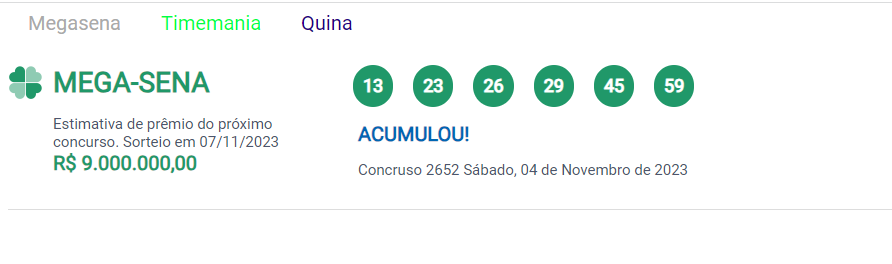 Megasena Timemania Quina
MEGA-SENA
Estimativa de prêmio do próximo
concurso. Sorteio em 07/11/2023
R$ 9.000.000,00
13 23 26 29 45 59
ACUMULOU!
Concruso 2652 Sábado, 04 de Novembro de 2023